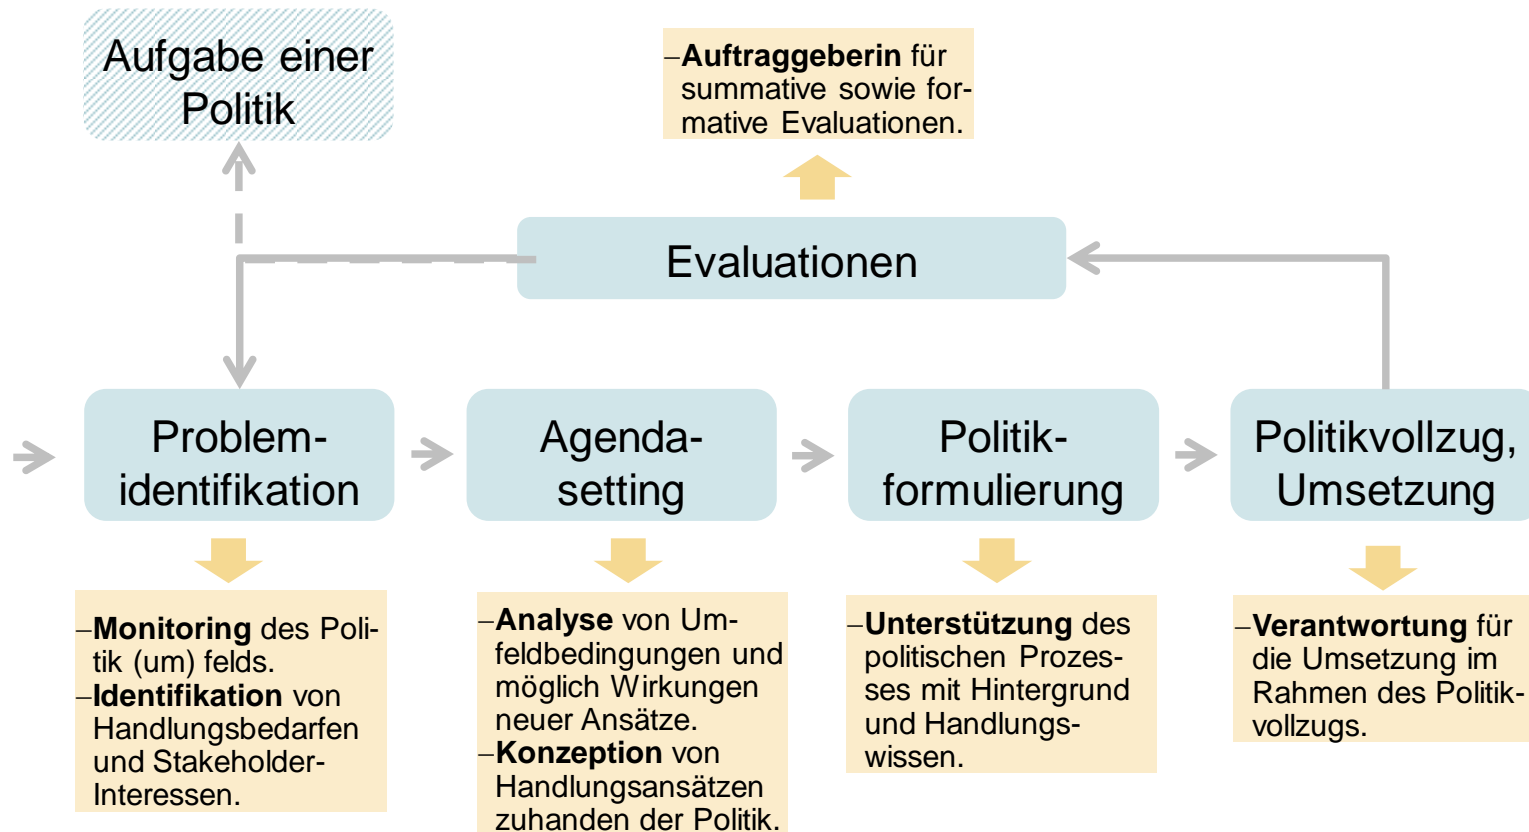 Aufgabe einer
Politik
–Auftraggeberin für
summative sowie for-
mative Evaluationen.
Evaluationen
Problem-
identifikation
Agenda-
setting
Politik-
formulierung
Politikvollzug,
Umsetzung
–Monitoring des Poli-
tik (um) felds.
–Identifikation von
Handlungsbedarfen
und Stakeholder-
Interessen.
–Analyse von Um-
feldbedingungen und
möglich Wirkungen
neuer Ansätze.
–Konzeption von
Handlungsansätzen
zuhanden der Politik.
–Unterstützung des
politischen Prozes-
ses mit Hintergrund
und Handlungs-
wissen.
–Verantwortung für
die Umsetzung im
Rahmen des Politik-
vollzugs.